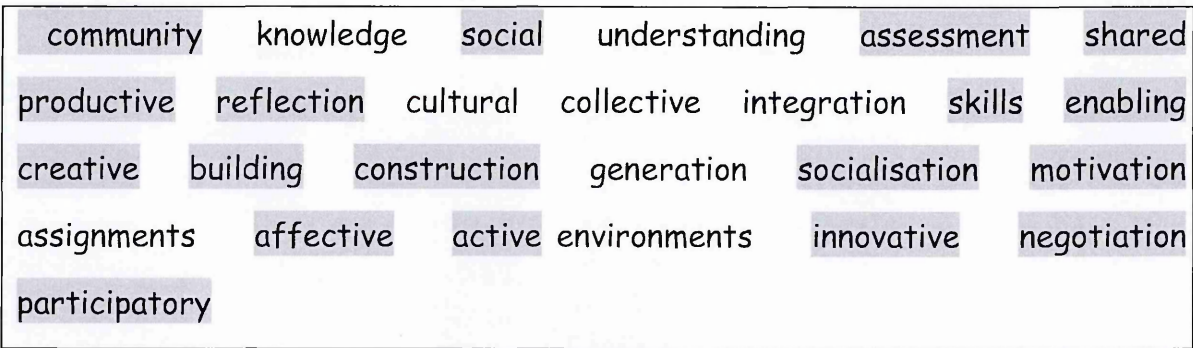 community knowledge social understanding assessment shared
productive reflection cultural collective integration skills enabling
creative building construction generation socialisation motivation
assignments affective active environments innovative negotiation
participatory